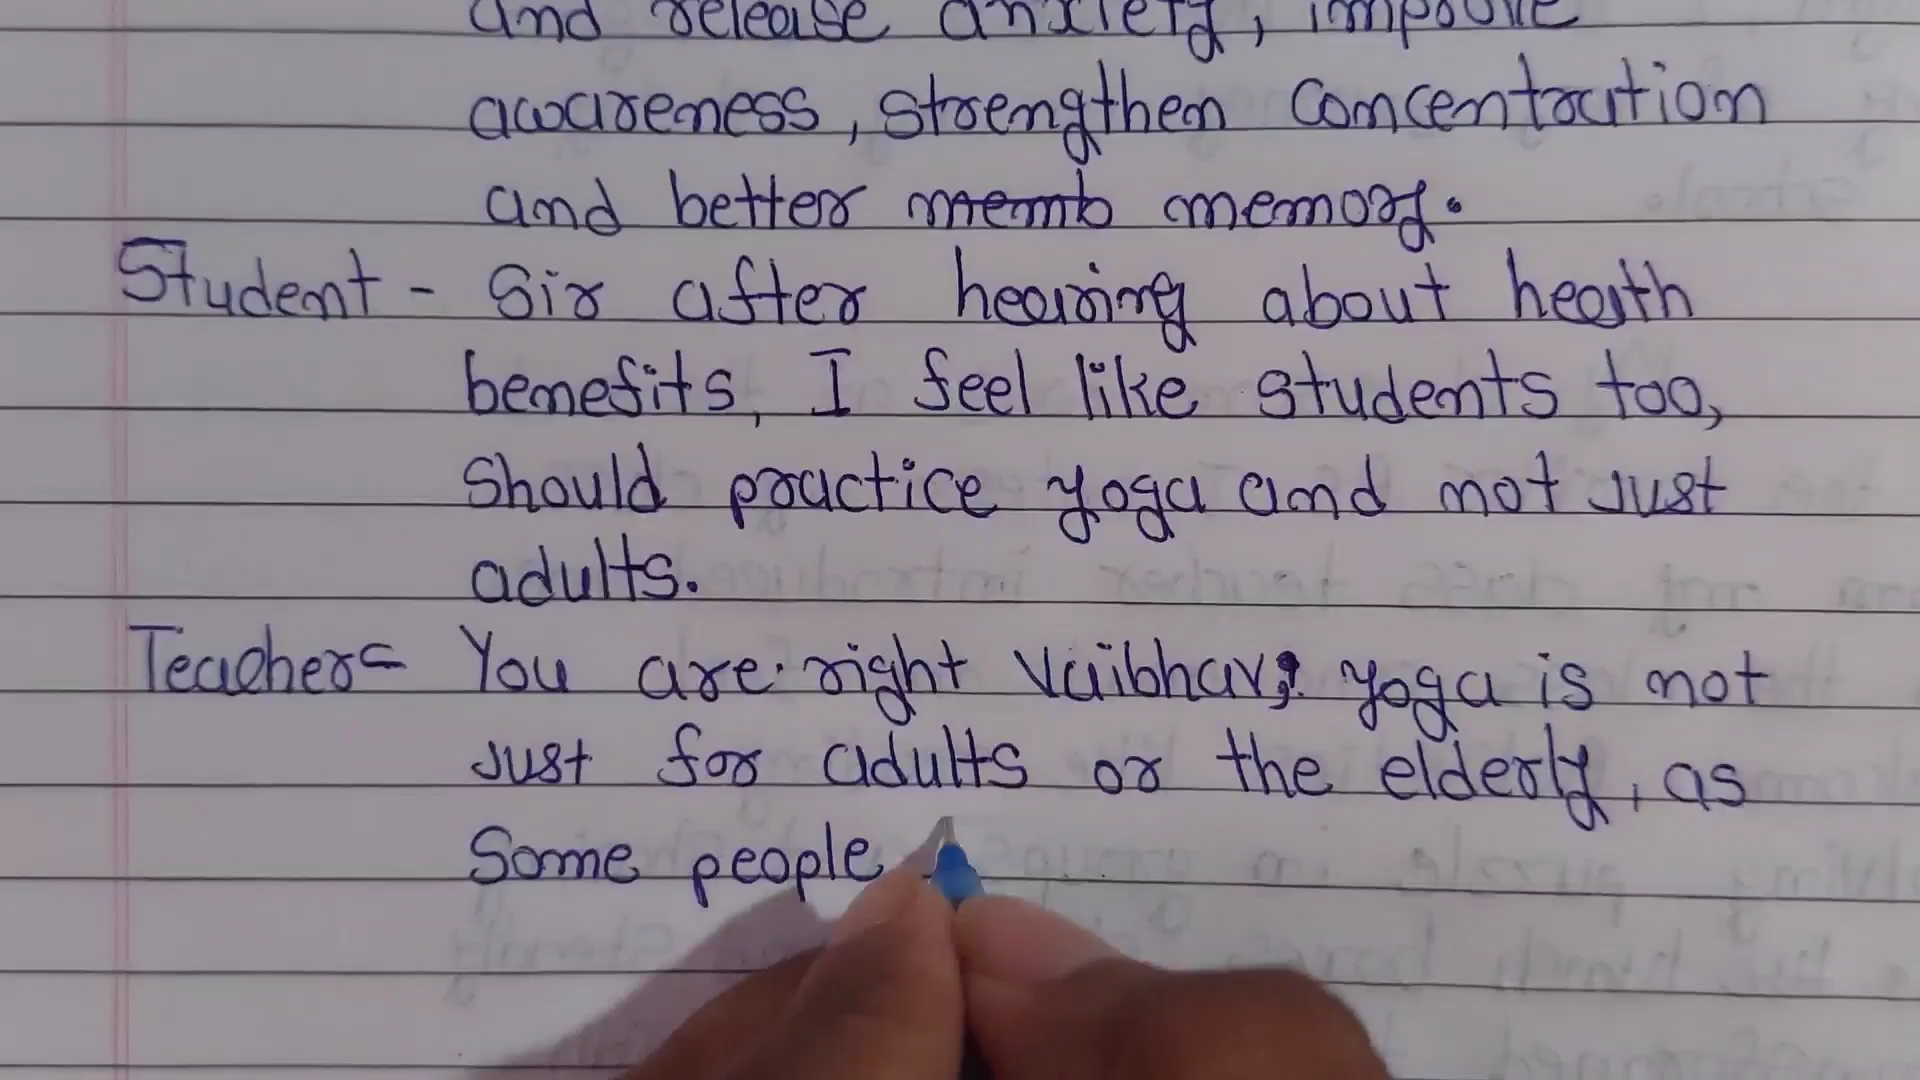 and release anxiety, impoove
awareness, strengthen concentration
and better memb memory.
Student - Sir after hearing about heath
benefits, I feel like students too,
should practice yoga and not just
adults.
Teacher= You are right Vaibhav, yoga is not
just for adults or the elderly, as
some people